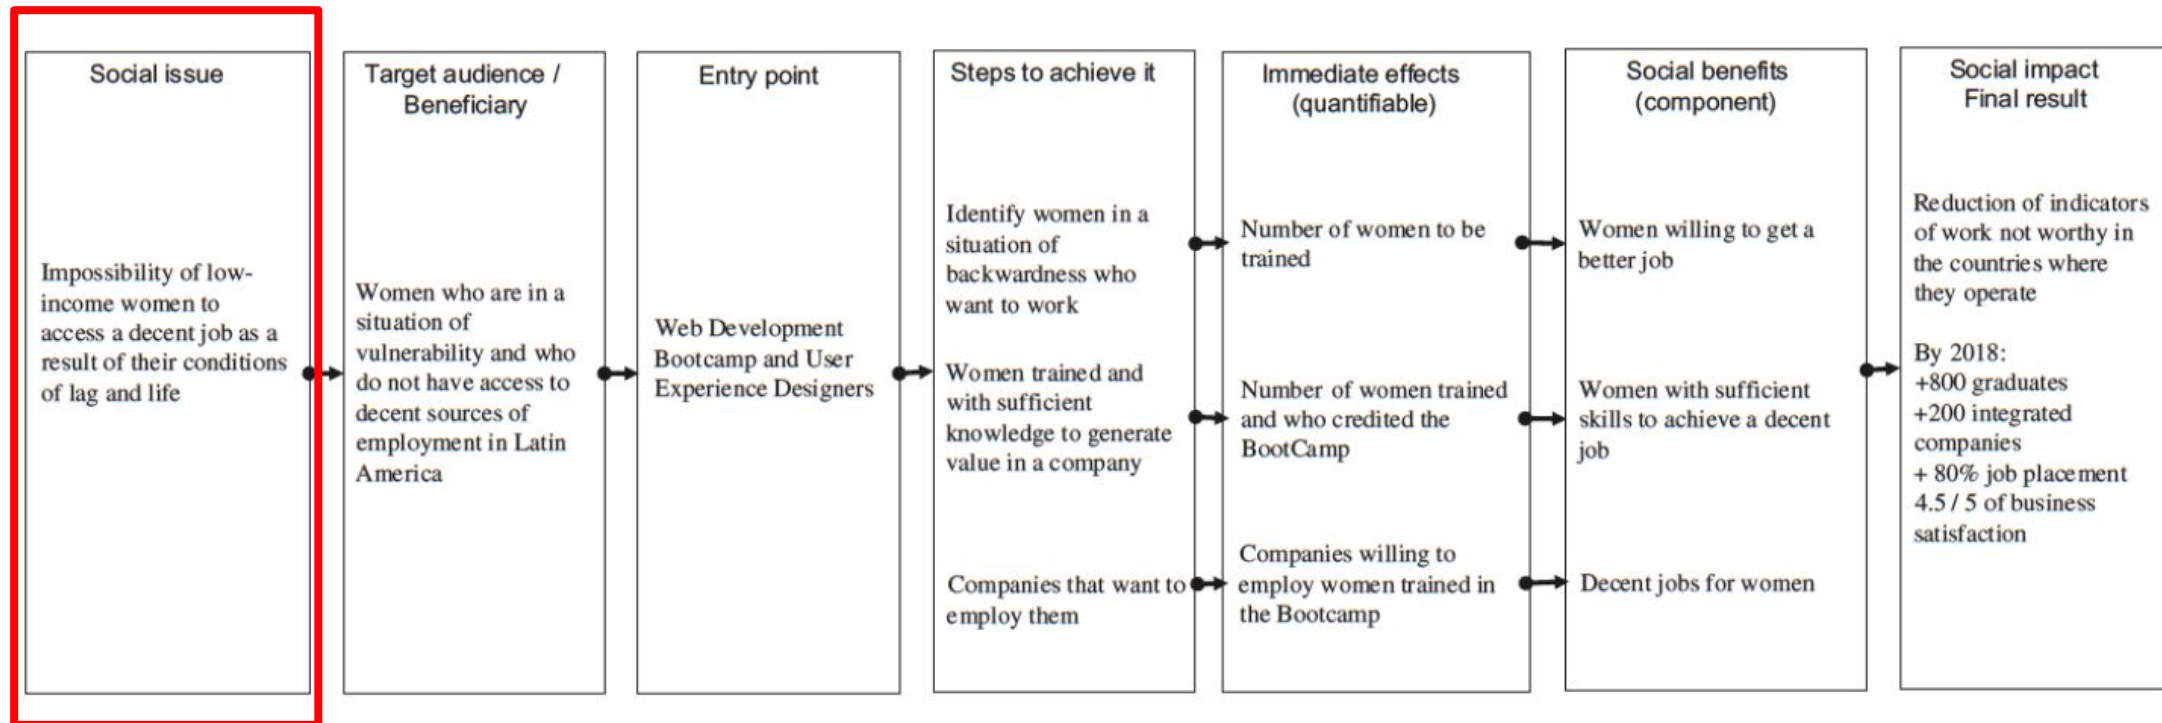 Social issue
Impossibility of low-
income women to
access a decent job as a
result of their conditions
of lag and life
Target audience /
Beneficiary
Women who are in a
situation of
vulnerability and who
do not have access to
decent sources of
employment in Latin
America
Entry point
Web Development
Bootcamp and User
Experience Designers
Steps to achieve it
Identify women in a
situation of
backwardness who
want to work
Women trained and
with sufficient
knowledge to generate
value in a company
Companies that want to
employ them
Immediate effects
(quantifiable)
Number of women to be
trained
Number of women trained
and who credited the
BootCamp
Companies willing to
employ women trained in
the Bootcamp
Social benefits
(component)
Women willing to get a
better job
Women with sufficient
skills to achieve a decent
job
Decent jobs for women
Social impact
Final result
Reduction of indicators
of work not worthy in
the countries where
they operate
By 2018:
+800 graduates
+200 integrated
companies
+ 80% job placement
4.5 / 5 of business
satisfaction